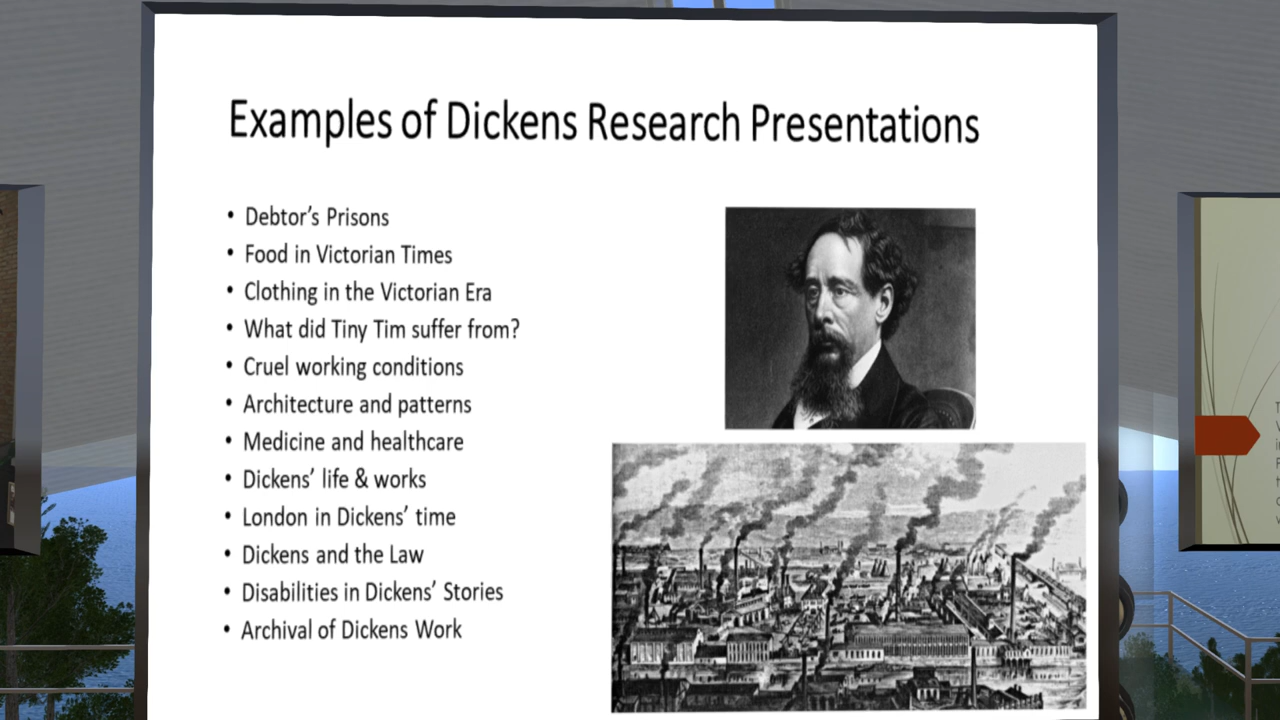 Examples of Dickens Research Presentations
• Debtor's Prisons
• Food in Victorian Times
• Clothing in the Victorian Era
• What did Tiny Tim suffer from?
• Cruel working conditions
• Architecture and patterns
• Medicine and healthcare
• Dickens' life & works
• London in Dickens' time
• Dickens and the Law
• Disabilities in Dickens' Stories
• Archival of Dickens Work